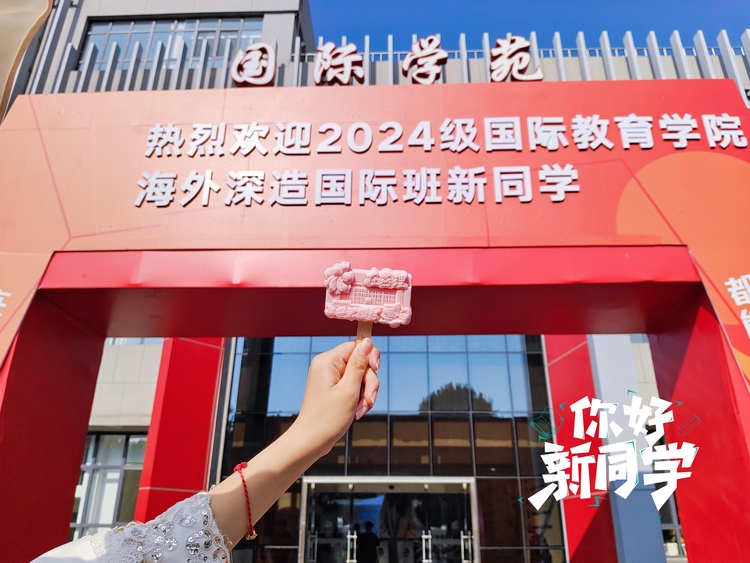 国际学苑
热烈欢迎2024级国际教育学院
海外深造国际班新同学
都
你好
新同学